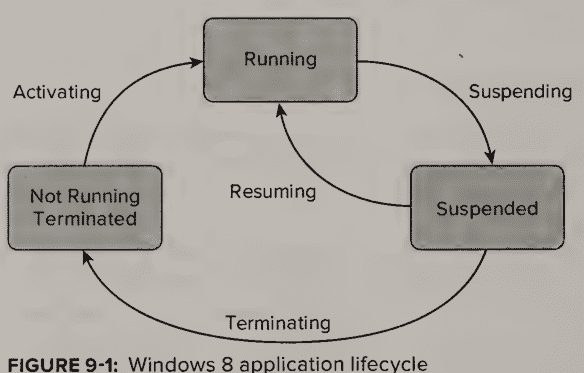 Running
Activating
Suspending
Not Running
Terminated
Resuming
Suspended
Terminating
FIGURE 9-1: Windows 8 application lifecycle